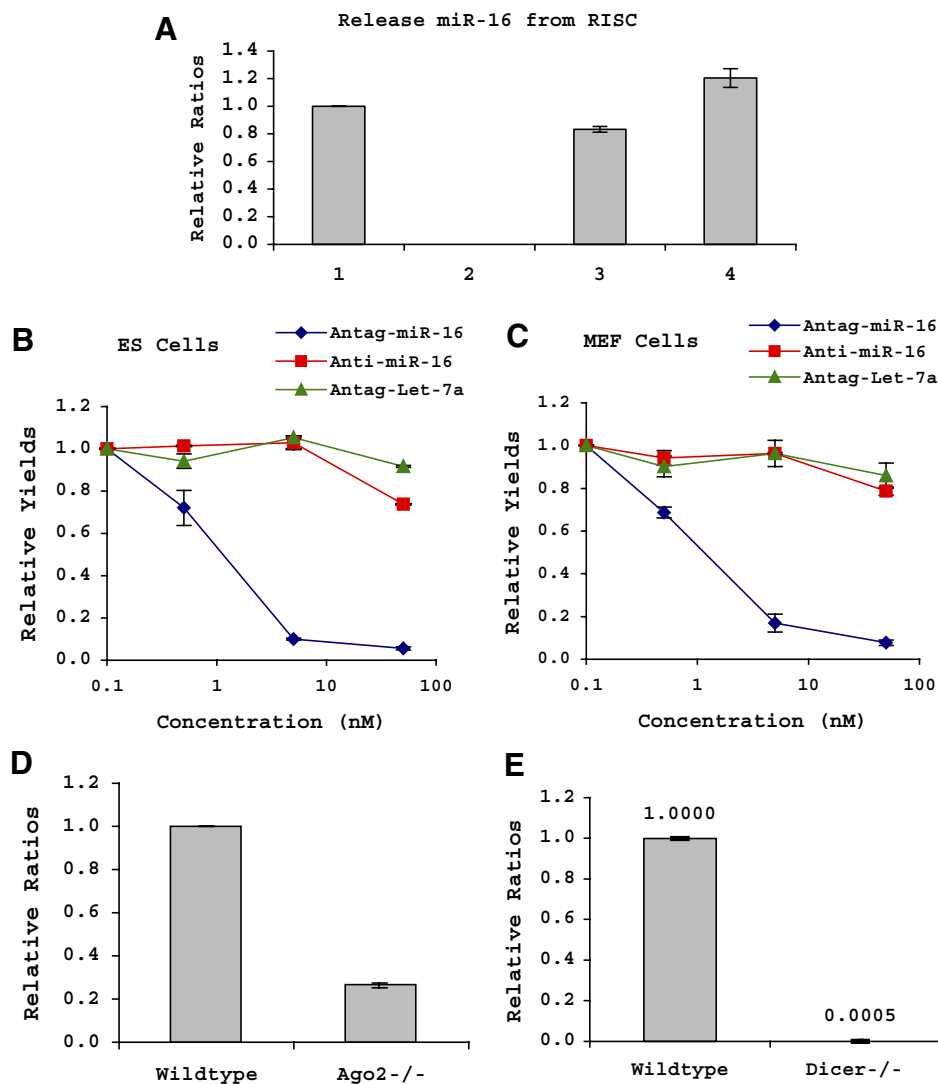 A
Release miR-16 from RISC
Relative Ratios
1.4
1.2
1.0
0.8
0.6
0.4
0.2
0.0
1 2 3 4
B
ES Cells
Antag-miR-16
Anti-miR-16
Antag-Let-7a
Relative Yields
1.2
1.0
0.8
0.6
0.4
0.2
0.0
0.1 1 10 100
Concentration (nM)
C
MEF Cells
Antag-miR-16
Anti-miR-16
Antag-Let-7a
Relative Yields
1.2
1.0
0.8
0.6
0.4
0.2
0.0
0.1 1 10 100
Concentration (nM)
D
Relative Ratios
1.2
1.0
0.8
0.6
0.4
0.2
0.0
Wildtype Ago2-/-
E
Relative Ratios
1.2
1.0
0.8
0.6
0.4
0.2
0.0
1.0000
0.0005
Wildtype Dicer-/-